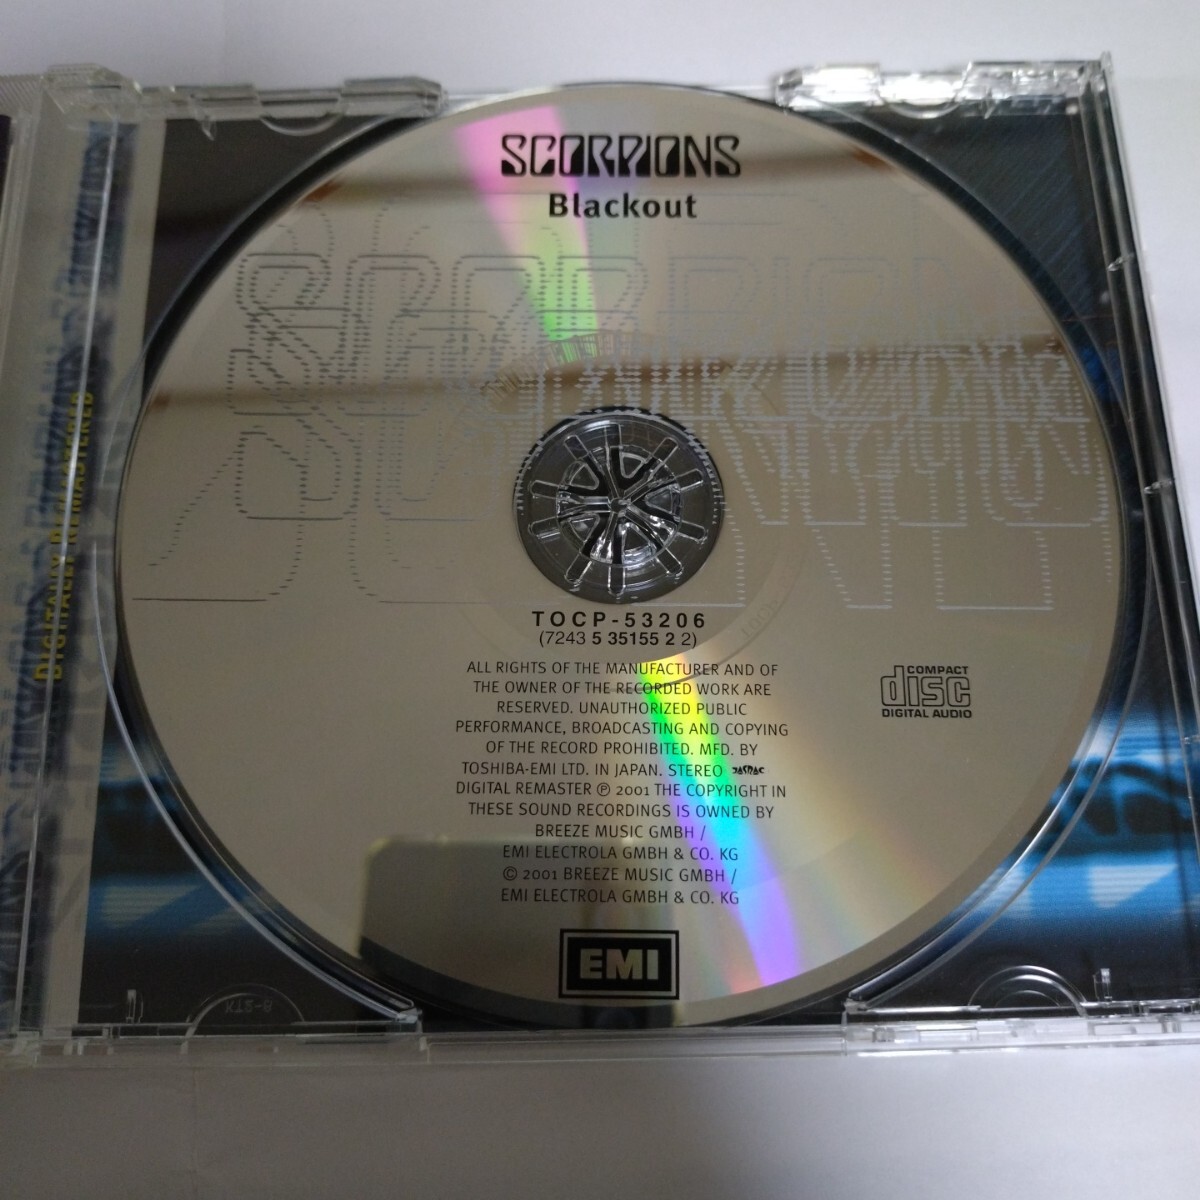 SCORPIONS
Blackout
TOCP-53206
(7243 5 35155 2 2)
ALL RIGHTS OF THE MANUFACTURER AND OF
THE OWNER OF THE RECORDED WORK ARE
RESERVED. UNAUTHORIZED PUBLIC
PERFORMANCE, BROADCASTING AND COPYING
OF THE RECORD PROHIBITED. MFD. BY
TOSHIBA-EMI LTD. IN JAPAN. STEREO JASRAC
DIGITAL REMASTER ℗ 2001 THE COPYRIGHT IN
THESE SOUND RECORDINGS IS OWNED BY
BREEZE MUSIC GMBH /
EMI ELECTROLA GMBH & CO. KG
© 2001 BREEZE MUSIC GMBH /
EMI ELECTROLA GMBH & CO. KG
COMPACT
disc
DIGITAL AUDIO
EMI
DIGITALLY REMASTERED